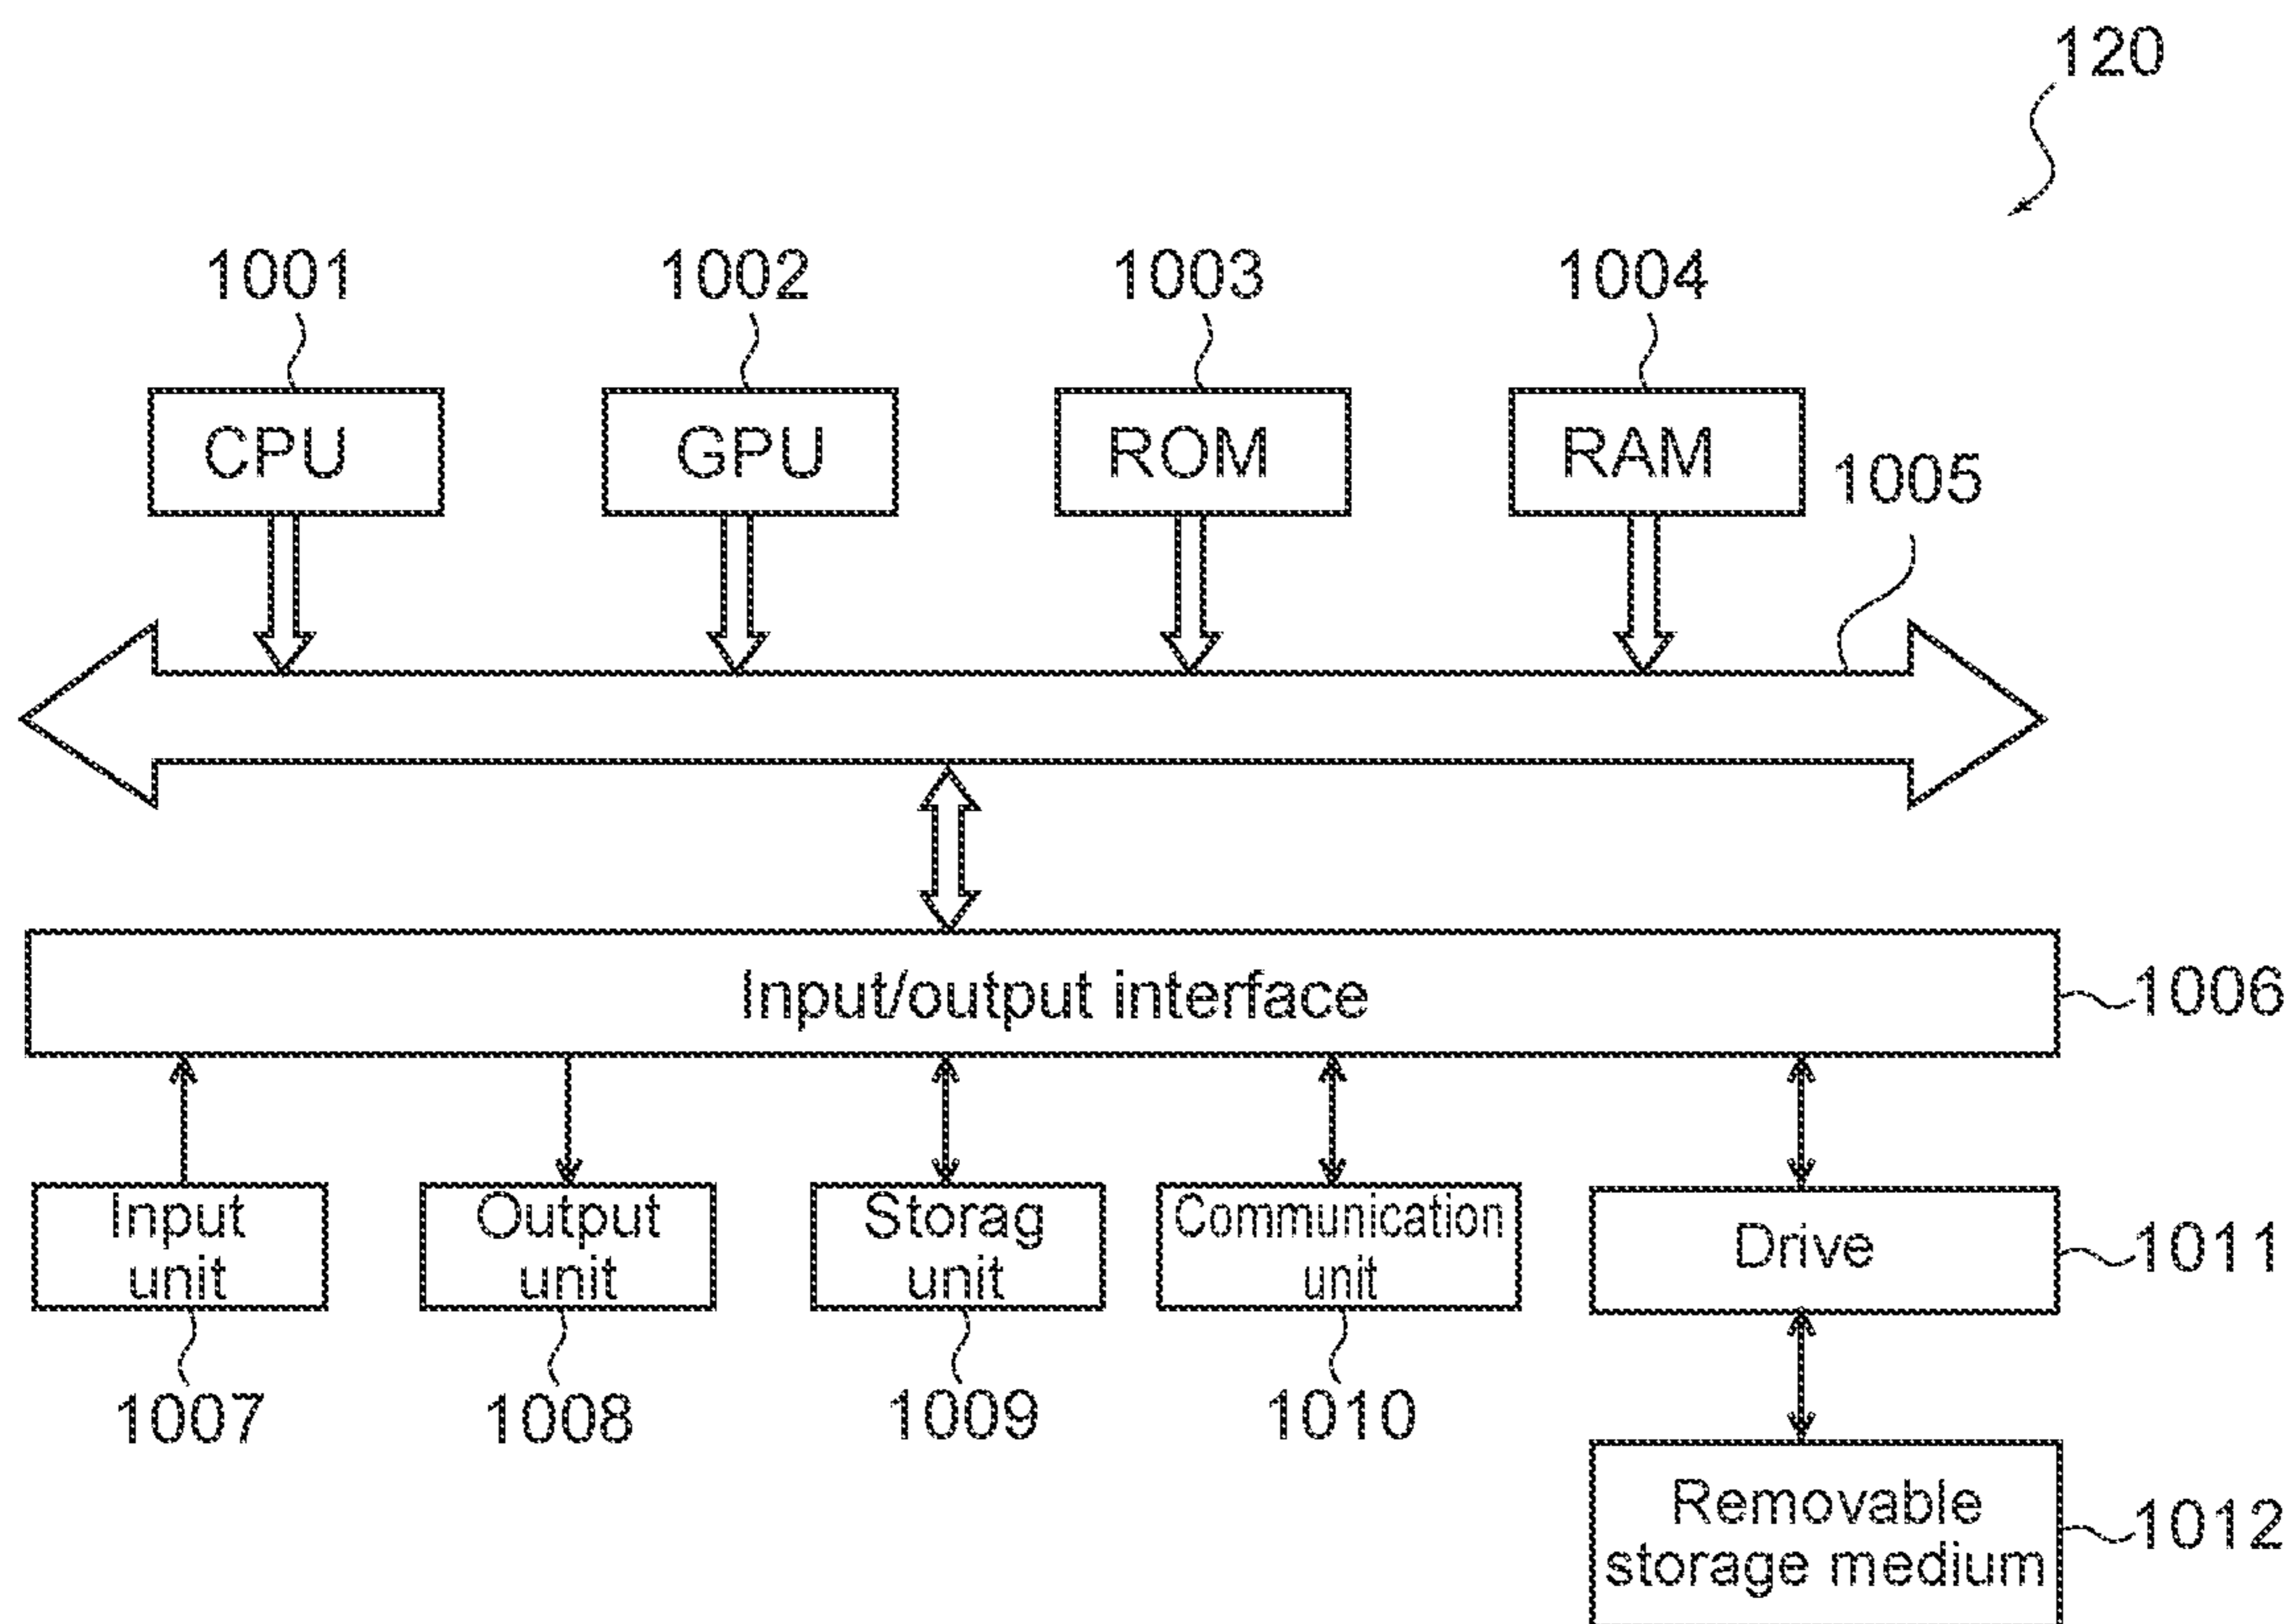 120
1001
1002
1003
1004
CPU
GPU
ROM
RAM
1005
Input/output interface
1006
Input
unit
Output
unit
Storag
unit
Communication
unit
Drive
1011
1007
1008
1009
1010
Removable
storage medium
1012